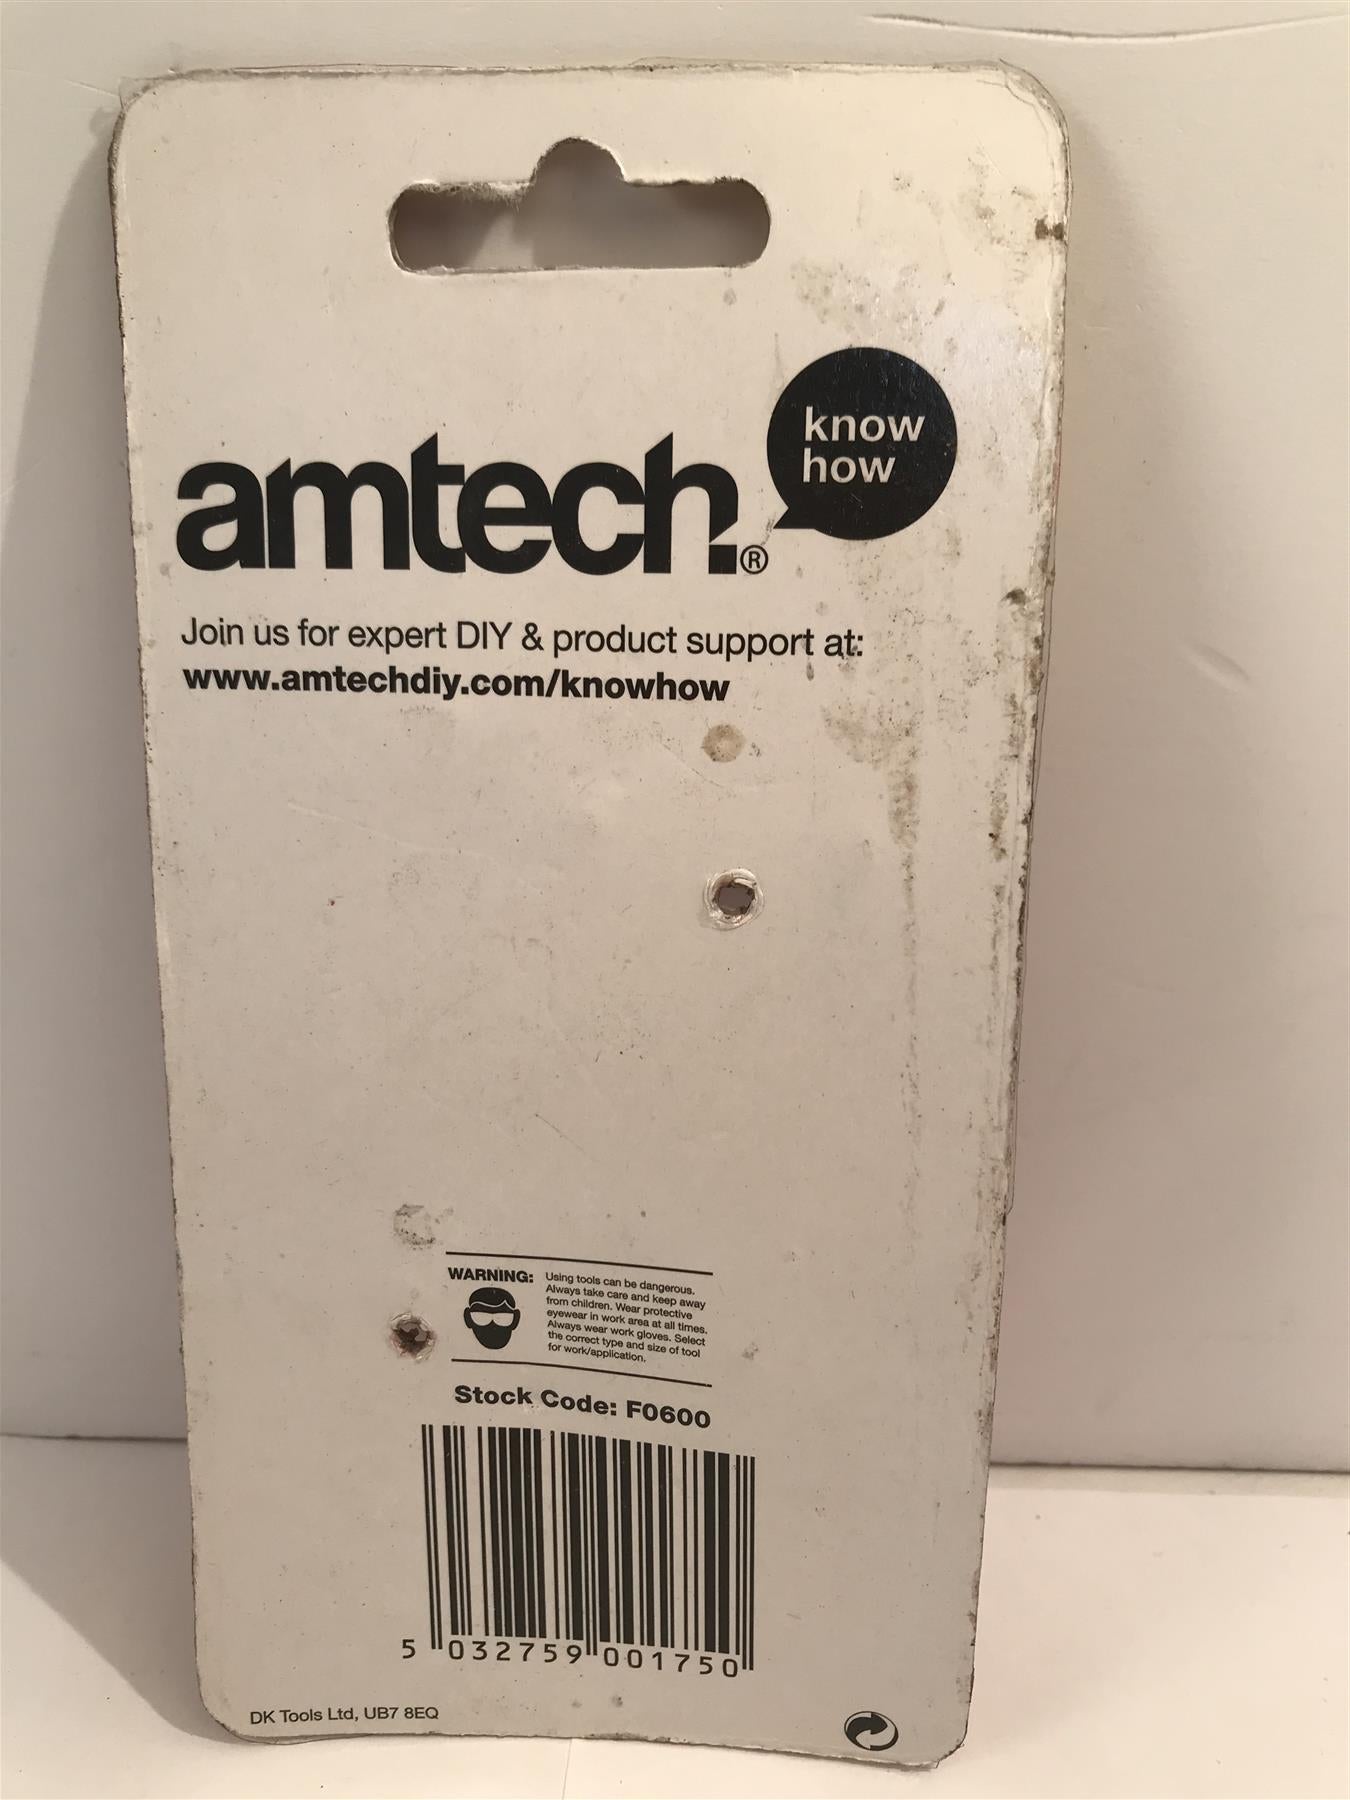 know
how
amtech®
Join us for expert DIY & product support at:
www.amtechdiy.com/knowhow
WARNING:
Using tools can be dangerous.
Always take care and keep away
from children. Wear protective
eyewear in work area at all times.
Always wear work gloves. Select
the correct type and size of tool
for work/application.
Stock Code: F0600
5 032759 001750
DK Tools Ltd, UB7 8EQ